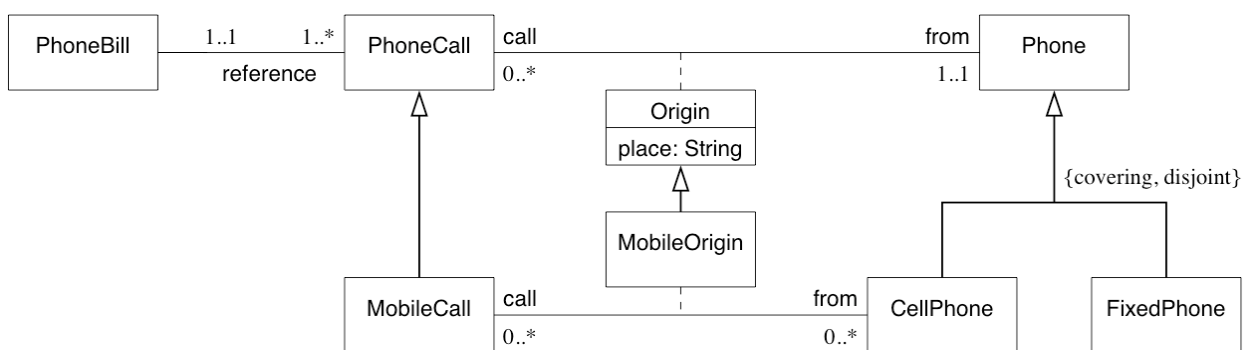 PhoneBill 1..1 1..* PhoneCall call from Phone
reference 0..* 1..1
Origin
place: String
{covering, disjoint}
MobileOrigin
MobileCall call from CellPhone FixedPhone
0..* 0..*